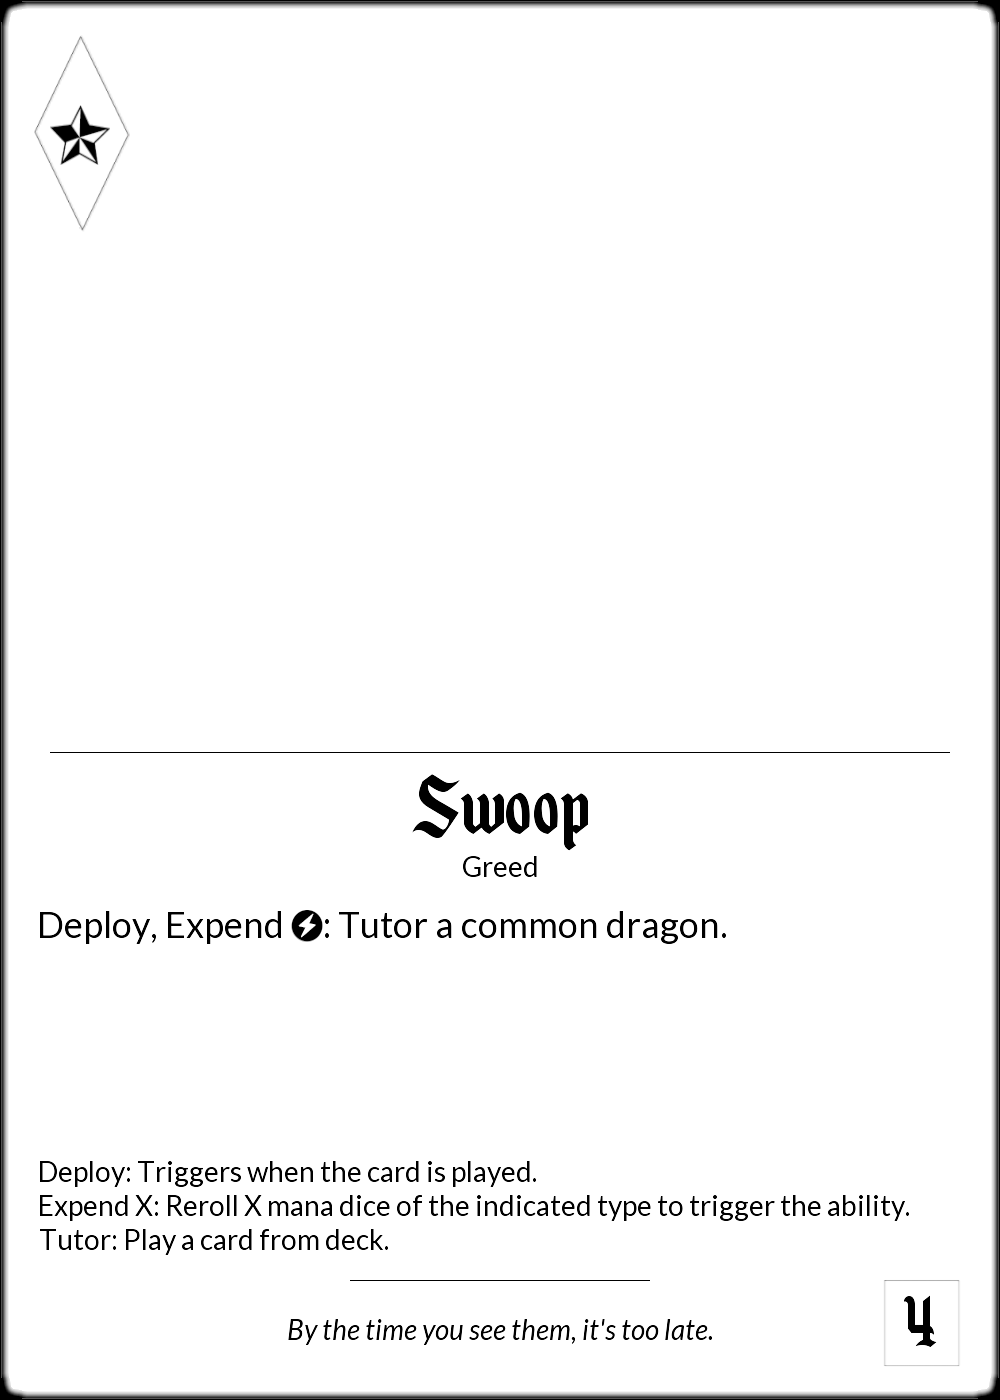 Swoop
Greed
Deploy, Expend : Tutor a common dragon.
Deploy: Triggers when the card is played.
Expend X: Reroll X mana dice of the indicated type to trigger the ability.
Tutor: Play a card from deck.
By the time you see them, it's too late.
4